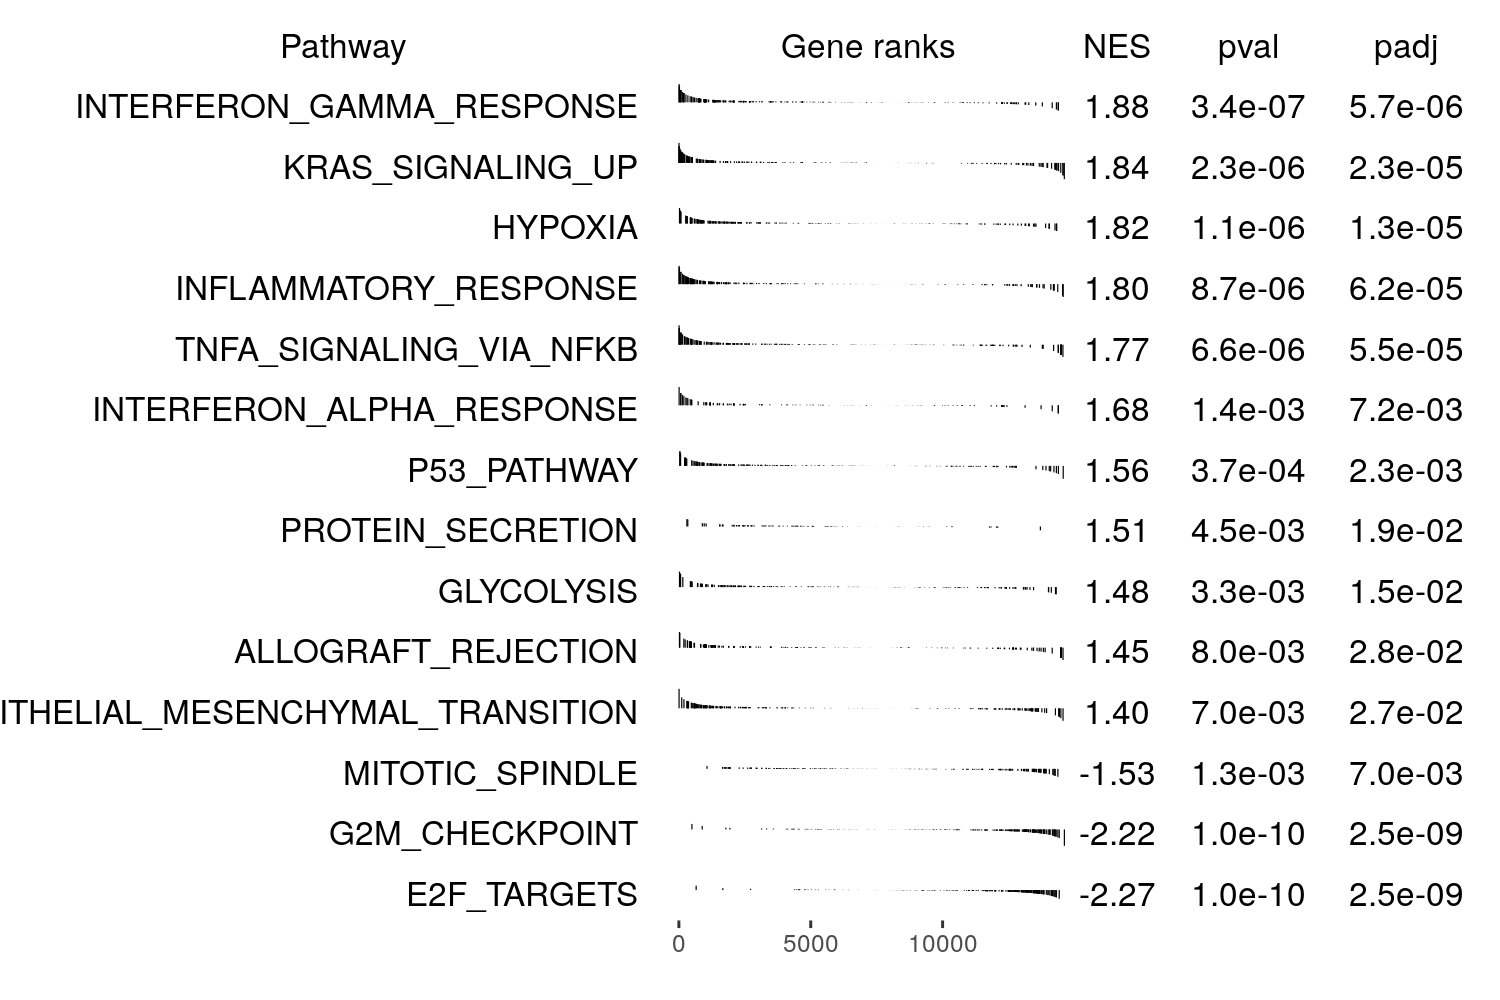 Pathway Gene ranks NES pval padj
INTERFERON_GAMMA_RESPONSE 1.88 3.4e-07 5.7e-06
KRAS_SIGNALING_UP 1.84 2.3e-06 2.3e-05
HYPOXIA 1.82 1.1e-06 1.3e-05
INFLAMMATORY_RESPONSE 1.80 8.7e-06 6.2e-05
TNFA_SIGNALING_VIA_NFKB 1.77 6.6e-06 5.5e-05
INTERFERON_ALPHA_RESPONSE 1.68 1.4e-03 7.2e-03
P53_PATHWAY 1.56 3.7e-04 2.3e-03
PROTEIN_SECRETION 1.51 4.5e-03 1.9e-02
GLYCOLYSIS 1.48 3.3e-03 1.5e-02
ALLOGRAFT_REJECTION 1.45 8.0e-03 2.8e-02
ITHELIAL_MESENCHYMAL_TRANSITION 1.40 7.0e-03 2.7e-02
MITOTIC_SPINDLE -1.53 1.3e-03 7.0e-03
G2M_CHECKPOINT -2.22 1.0e-10 2.5e-09
E2F_TARGETS -2.27 1.0e-10 2.5e-09
0 5000 10000